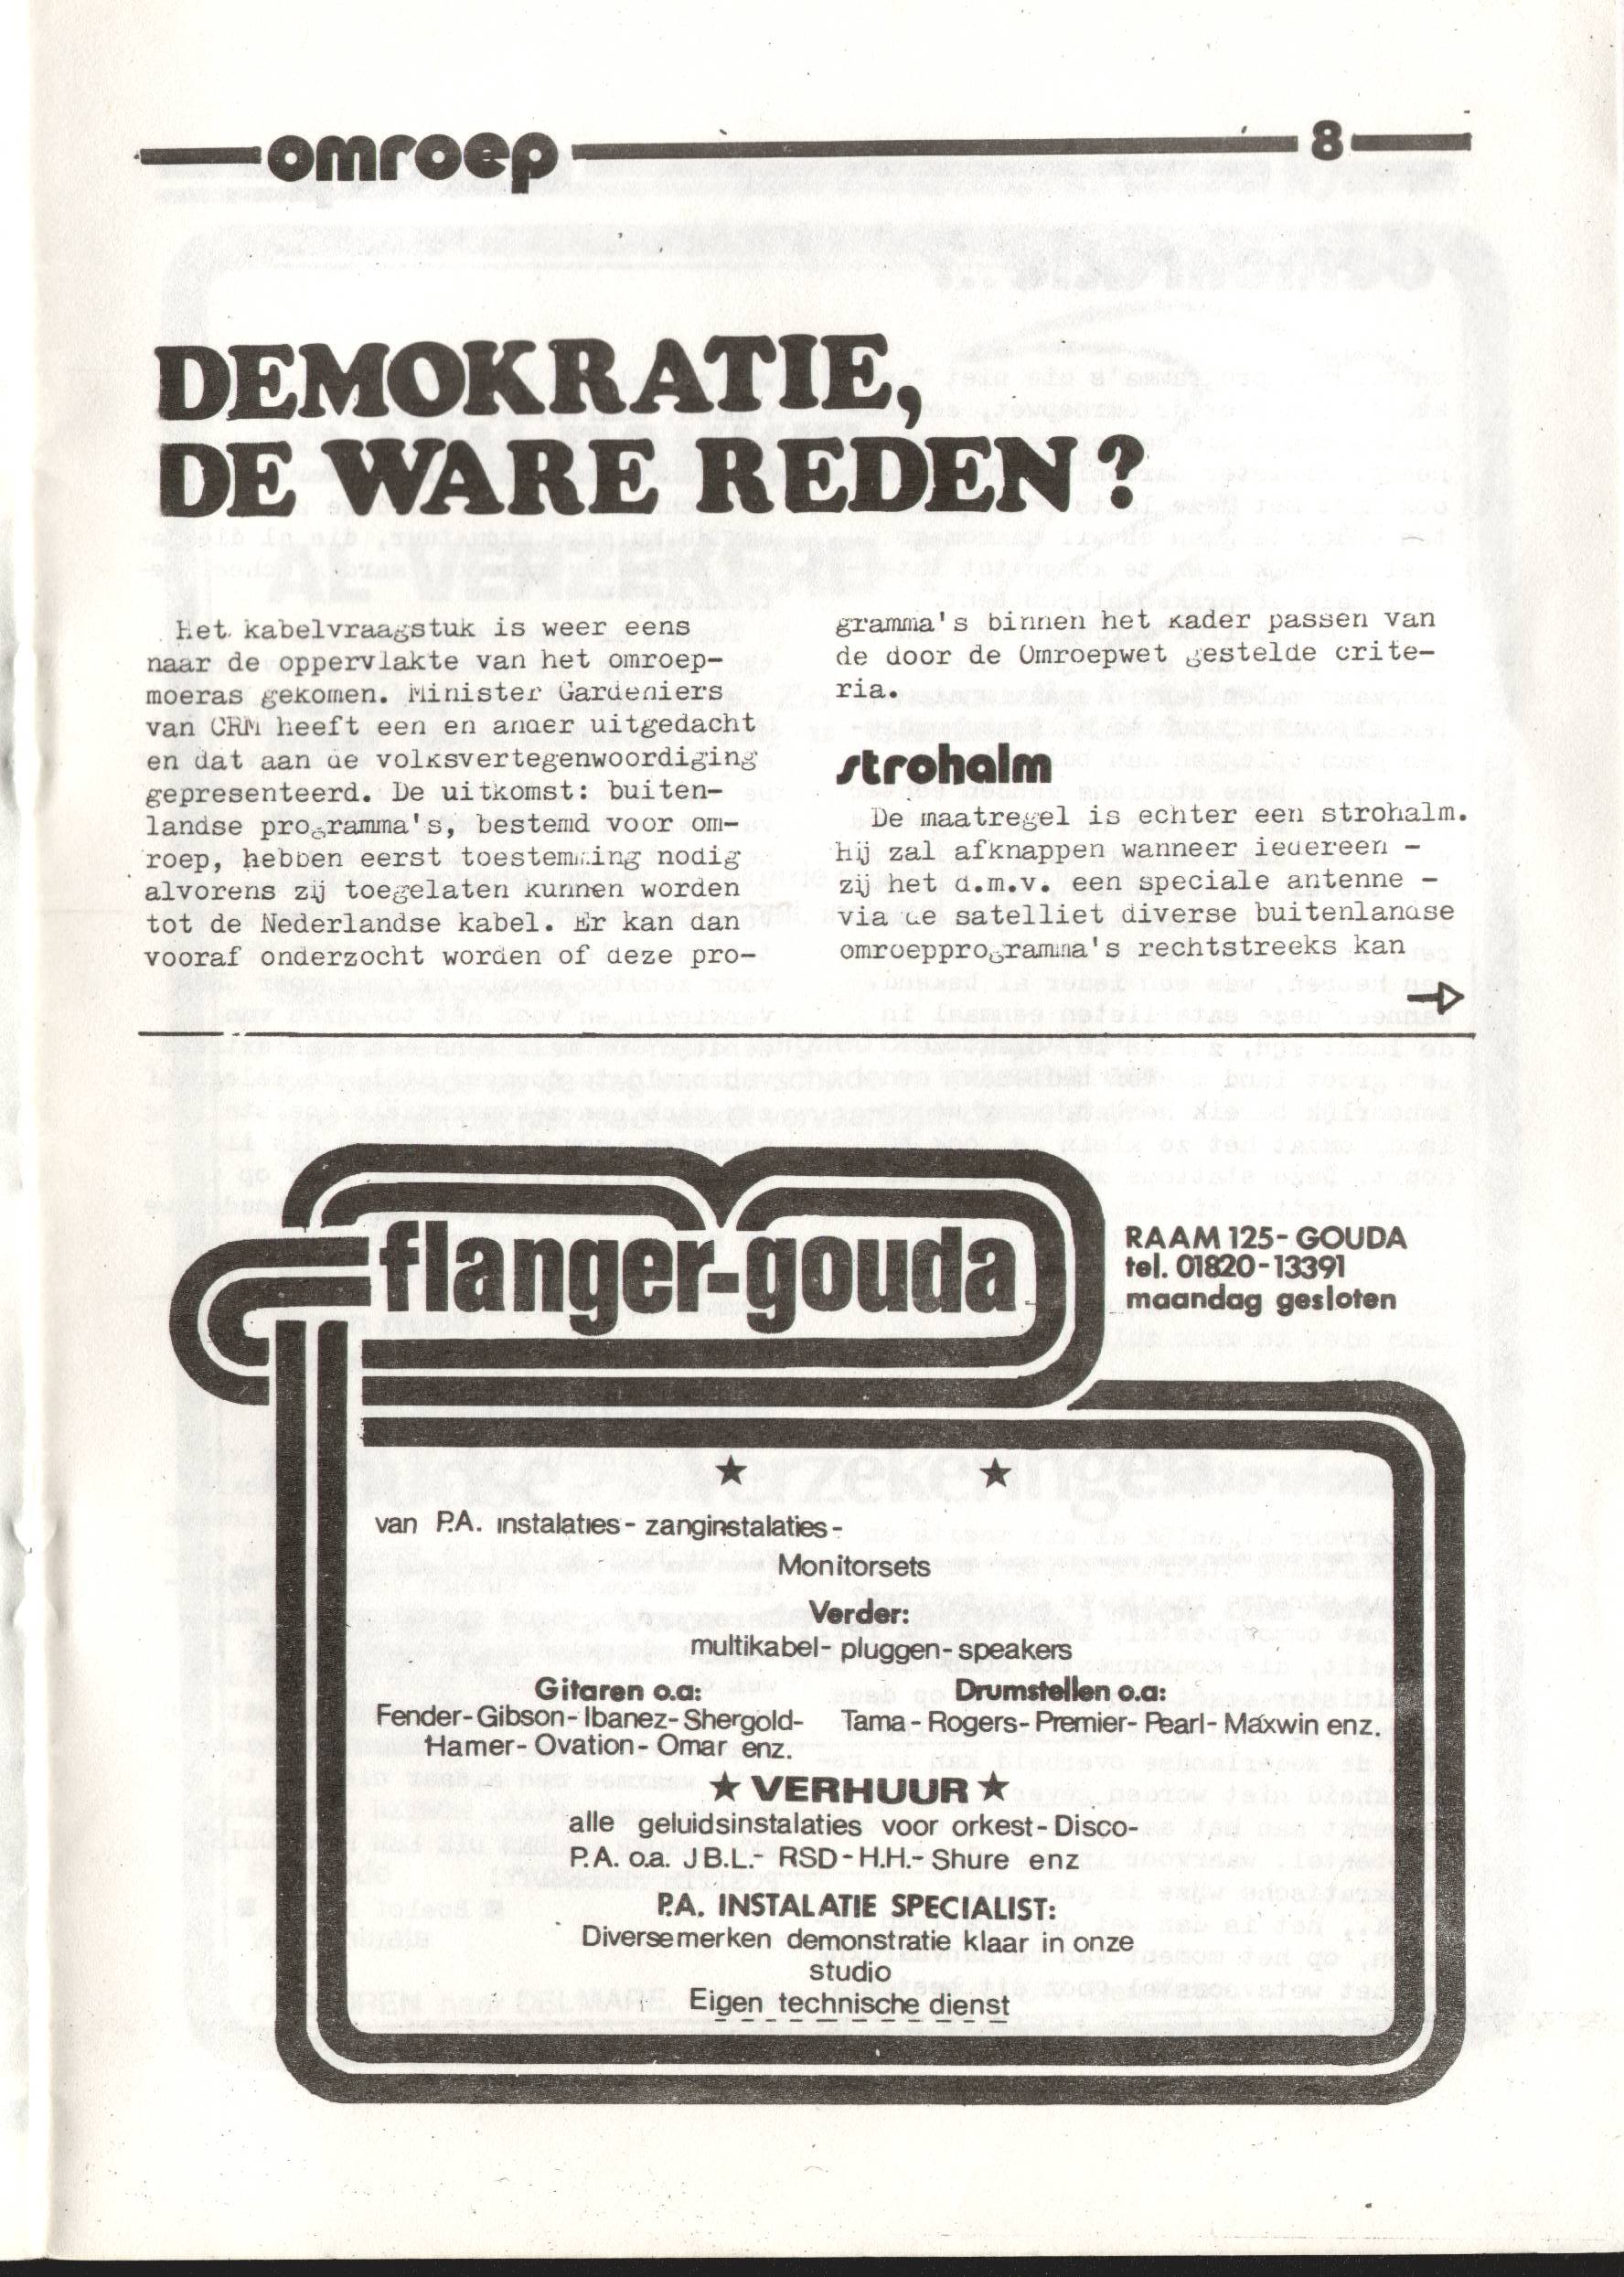 omroep 8
DEMOKRATIE,
DE WARE REDEN?
Het kabelvraagstuk is weer eens
naar de oppervlakte van het omroep-
moeras gekomen. Minister Gardeniers
van CRM heeft een en ander uitgedacht
en dat aan de volksvertegenwoordiging
gepresenteerd. De uitkomst: buiten-
landse programma's, bestemd voor om-
roep, hebben eerst toestemming nodig
alvorens zij toegelaten kunnen worden
tot de Nederlandse kabel. Er kan dan
vooraf onderzocht worden of deze pro-
gramma's binnen het kader passen van
de door de Omroepwet gestelde crite-
ria.
strohalm
De maatregel is echter een strohalm.
Hij zal afknappen wanneer iedereen -
zij het d.m.v. een speciale antenne -
via de satelliet diverse buitenlandse
omroepprogramma's rechtstreeks kan
flanger-gouda
RAAM 125- GOUDA
tel. 01820-13391
maandag gesloten
van P.A. instalaties- zanginstalaties-
Monitorsets
Verder:
multikabel- pluggen- speakers
Gitaren o.a:
Fender- Gibson- Ibanez- Shergold-
Hamer- Ovation- Omar enz.
Drumstellen o.a:
Tama- Rogers- Premier- Pearl- Maxwin enz.
★ VERHUUR ★
alle geluidsinstalaties voor orkest- Disco-
P.A. o.a. J B.L.- RSD- H.H.- Shure enz
P.A. INSTALATIE SPECIALIST:
Diverse merken demonstratie klaar in onze
studio
Eigen technische dienst